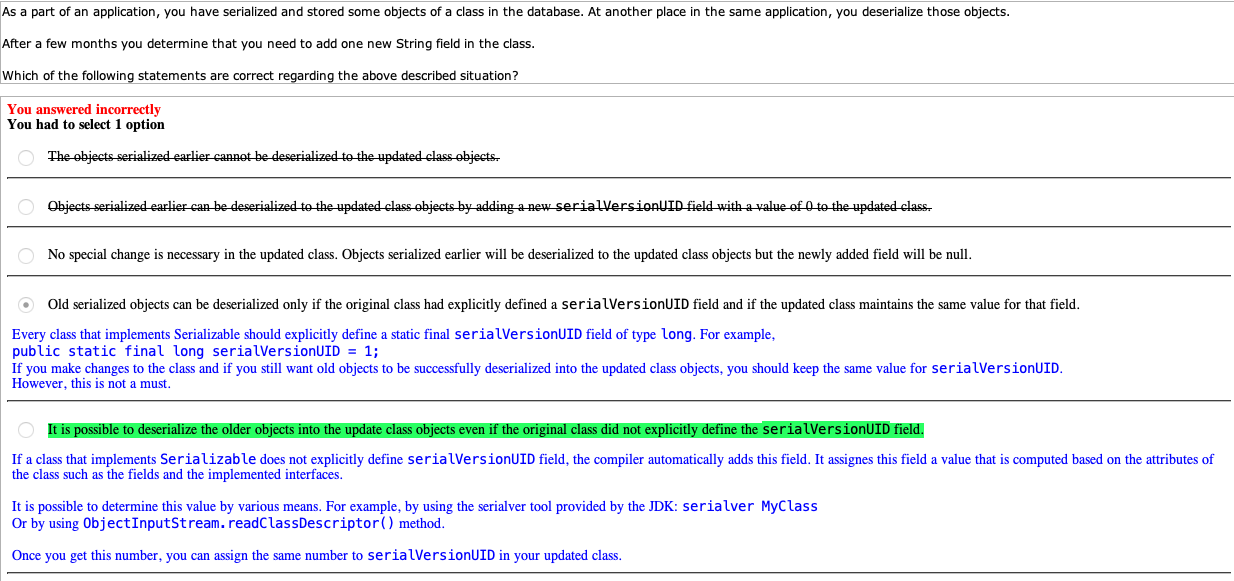 As a part of an application, you have serialized and stored some objects of a class in the database. At another place in the same application, you deserialize those objects.
After a few months you determine that you need to add one new String field in the class.
Which of the following statements are correct regarding the above described situation?
You answered incorrectly
You had to select 1 option
The objects serialized earlier cannot be deserialized to the updated class objects.
Objects serialized earlier can be deserialized to the updated class objects by adding a new serialVersionUID field with a value of 0 to the updated class.
No special change is necessary in the updated class. Objects serialized earlier will be deserialized to the updated class objects but the newly added field will be null.
Old serialized objects can be deserialized only if the original class had explicitly defined a serialVersionUID field and if the updated class maintains the same value for that field.
Every class that implements Serializable should explicitly define a static final serialVersionUID field of type long. For example,
public static final long serialVersionUID = 1;
If you make changes to the class and if you still want old objects to be successfully deserialized into the updated class objects, you should keep the same value for serialVersionUID.
However, this is not a must.
It is possible to deserialize the older objects into the update class objects even if the original class did not explicitly define the serialVersionUID field.
If a class that implements Serializable does not explicitly define serialVersionUID field, the compiler automatically adds this field. It assignes this field a value that is computed based on the attributes of
the class such as the fields and the implemented interfaces.
It is possible to determine this value by various means. For example, by using the serialver tool provided by the JDK: serialver MyClass
Or by using ObjectInputStream.readClassDescriptor() method.
Once you get this number, you can assign the same number to serialVersionUID in your updated class.